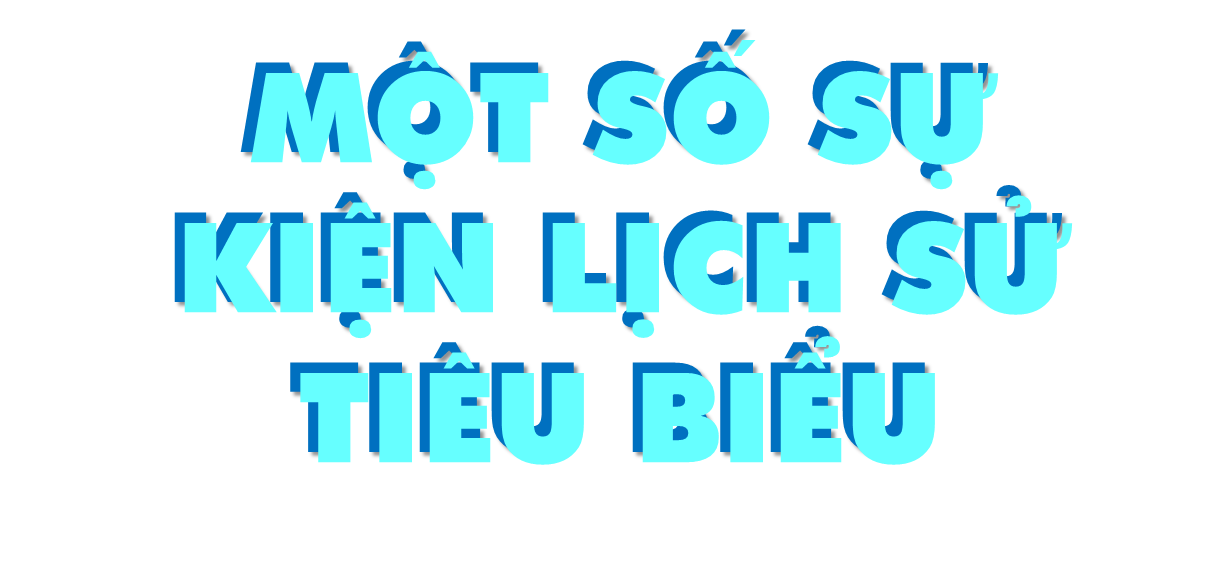 MỘT SỐ SỰ
KIỆN LỊCH SỬ
TIÊU BIỂU